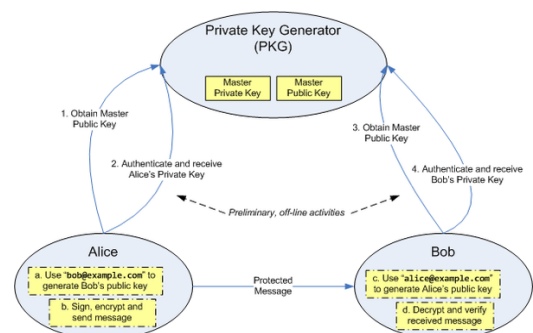 Private Key Generator
(PKG)
Master
Private Key
Master
Public Key
1. Obtain Master
Public Key
2. Authenticate and receive
Alice's Private Key
3. Obtain Master
Public Key
4. Authenticate and receive
Bob's Private Key
Preliminary, off-line activities
Alice
a. Use "bob@example.com" to
generate Bob's public key
b. Sign, encrypt and
send message
Protected
Message
Bob
c. Use "alice@example.com"
to generate Alice's public key
d. Decrypt and verify
received message